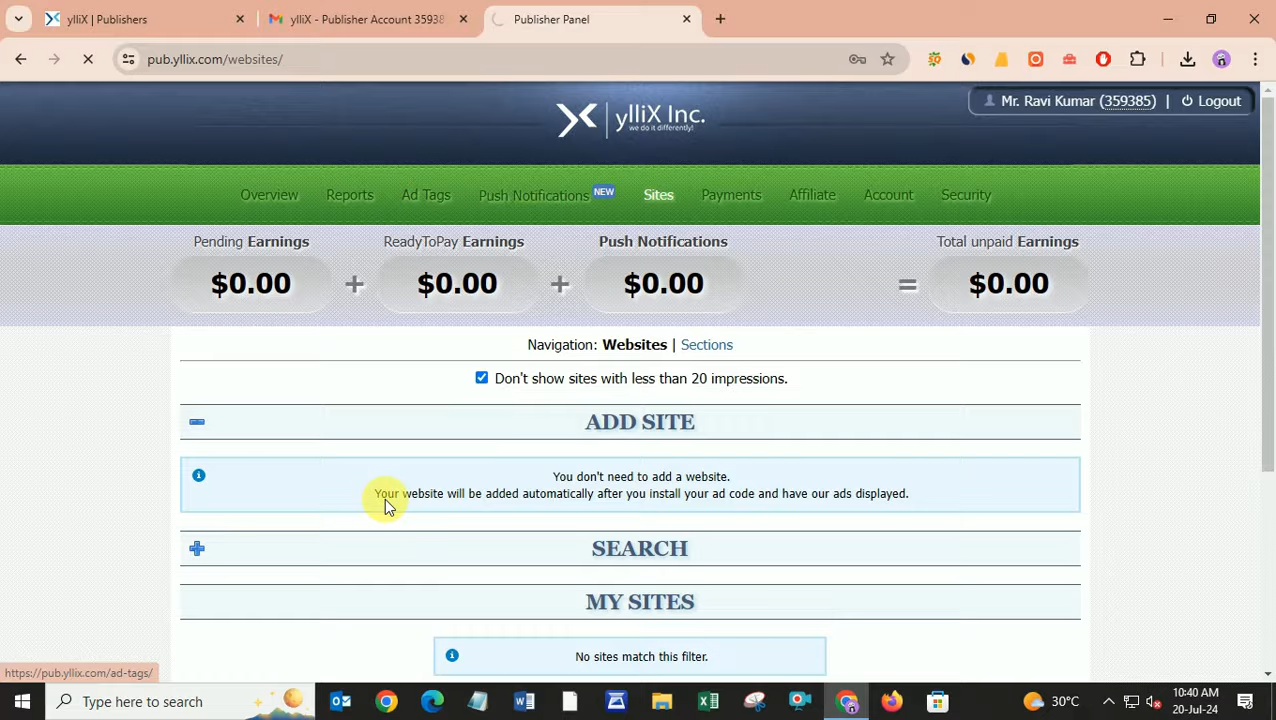 ylliX | Publishers
ylliX - Publisher Account 35938
Publisher Panel
pub.yllix.com/websites/
Mr. Ravi Kumar (359385) | Logout
ylliX Inc.
we do it differently!
Overview Reports Ad Tags Push Notifications NEW Sites Payments Affiliate Account Security
Pending Earnings ReadyToPay Earnings Push Notifications Total unpaid Earnings
$0.00 + $0.00 + $0.00 = $0.00
Navigation: Websites | Sections
Don't show sites with less than 20 impressions.
ADD SITE
You don't need to add a website.
Your website will be added automatically after you install your ad code and have our ads displayed.
SEARCH
MY SITES
No sites match this filter.
https://pub.yllix.com/ad-tags/
Type here to search
30°C
10:40 AM
20-Jul-24